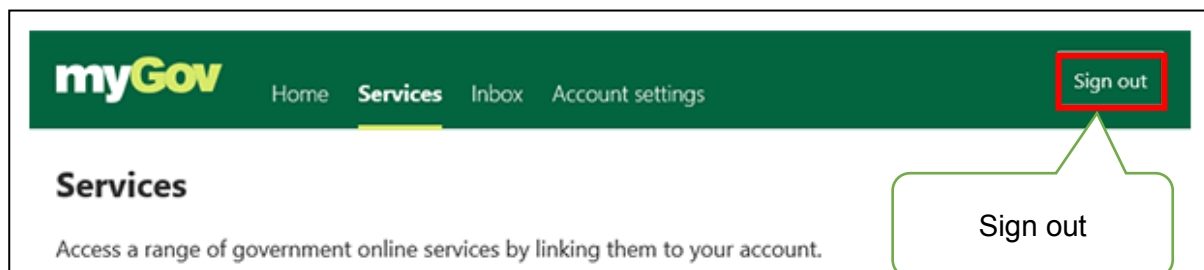 myGov Home Services Inbox Account settings Sign out
Services
Access a range of government online services by linking them to your account.
Sign out